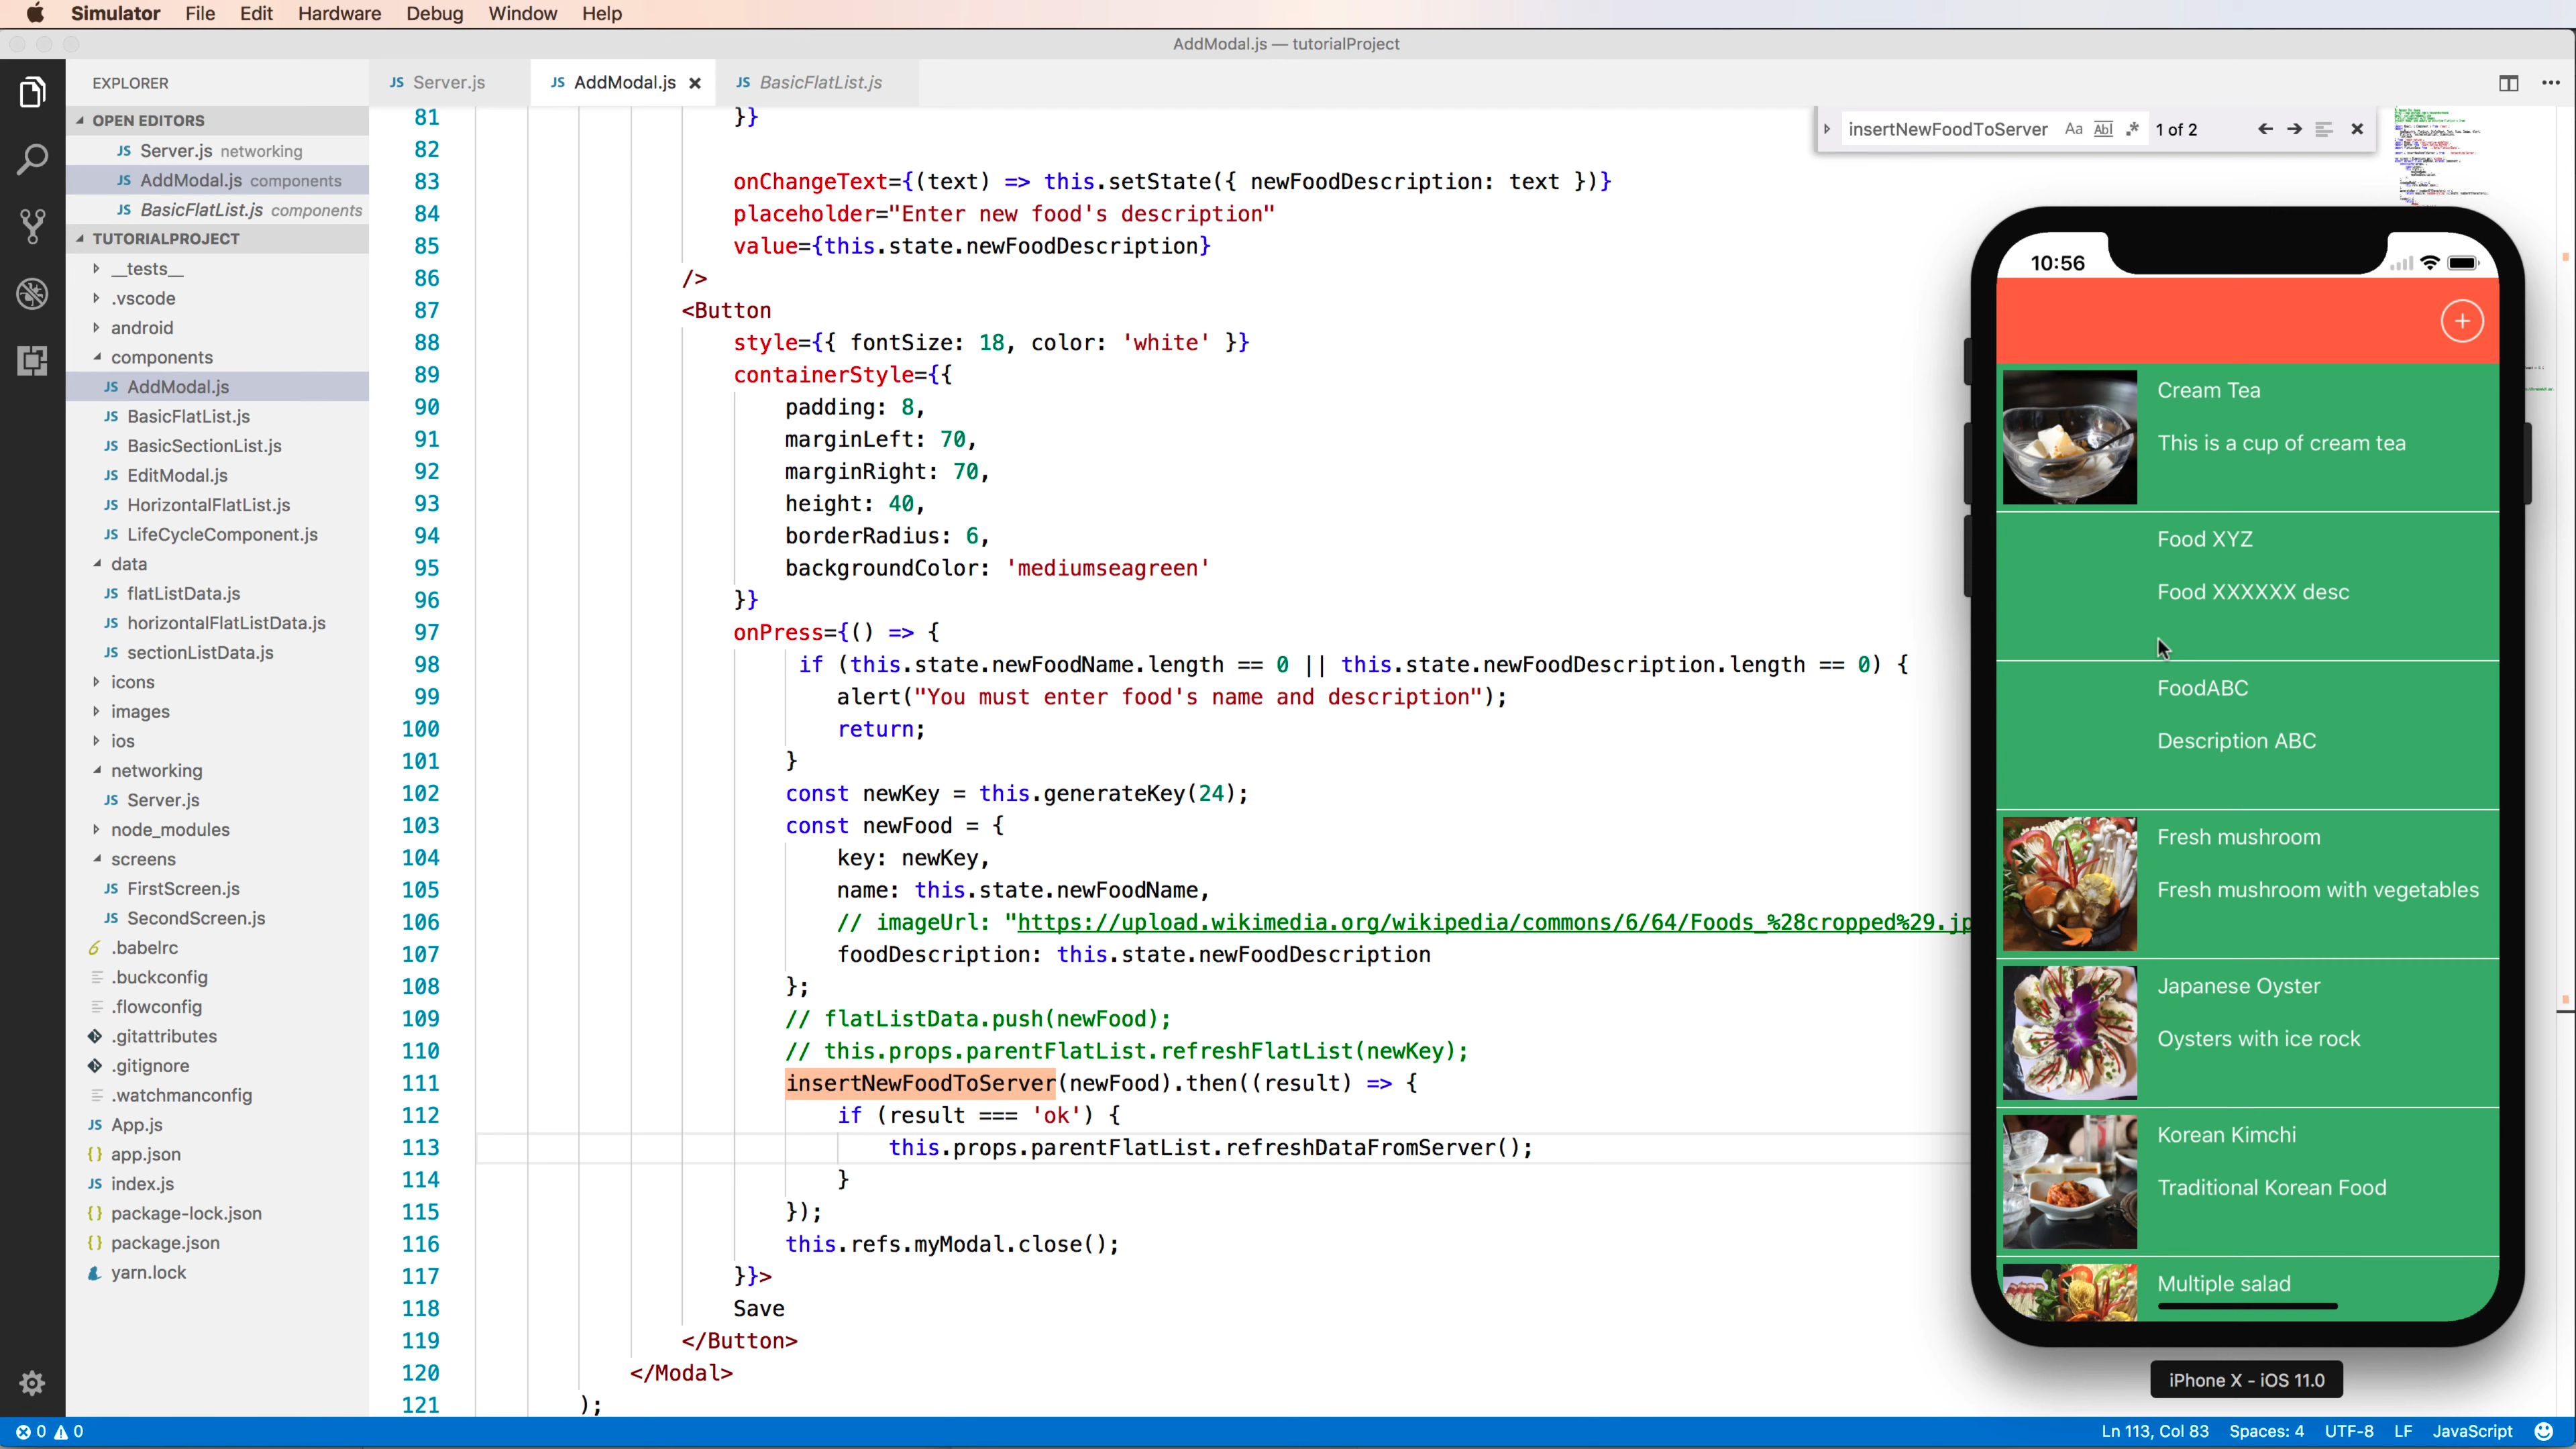 Simulator File Edit Hardware Debug Window Help
AddModal.js — tutorialProject
EXPLORER
JS Server.js
JS AddModal.js
JS BasicFlatList.js
insertNewFoodToServer Aa Abl .* 1 of 2
OPEN EDITORS
JS Server.js networking
JS AddModal.js components
JS BasicFlatList.js components
TUTORIALPROJECT
__tests__
.vscode
android
components
JS AddModal.js
JS BasicFlatList.js
JS BasicSectionList.js
JS EditModal.js
JS HorizontalFlatList.js
JS LifeCycleComponent.js
data
JS flatListData.js
JS horizontalFlatListData.js
JS sectionListData.js
icons
images
ios
networking
JS Server.js
node_modules
screens
JS FirstScreen.js
JS SecondScreen.js
.babelrc
.buckconfig
.flowconfig
.gitattributes
.gitignore
.watchmanconfig
JS App.js
{} app.json
JS index.js
{} package-lock.json
{} package.json
yarn.lock
81 }}
82
83 onChangeText={(text) => this.setState({ newFoodDescription: text })}
84 placeholder="Enter new food's description"
85 value={this.state.newFoodDescription}
86 />
87 <Button
88 style={{ fontSize: 18, color: 'white' }}
89 containerStyle={{
90 padding: 8,
91 marginLeft: 70,
92 marginRight: 70,
93 height: 40,
94 borderRadius: 6,
95 backgroundColor: 'mediumseagreen'
96 }}
97 onPress={() => {
98 if (this.state.newFoodName.length == 0 || this.state.newFoodDescription.length == 0) {
99 alert("You must enter food's name and description");
100 return;
101 }
102 const newKey = this.generateKey(24);
103 const newFood = {
104 key: newKey,
105 name: this.state.newFoodName,
106 // imageUrl: "https://upload.wikimedia.org/wikipedia/commons/6/64/Foods_%28cropped%29.jp
107 foodDescription: this.state.newFoodDescription
108 };
109 // flatListData.push(newFood);
110 // this.props.parentFlatList.refreshFlatList(newKey);
111 insertNewFoodToServer(newFood).then((result) => {
112 if (result === 'ok') {
113 this.props.parentFlatList.refreshDataFromServer();
114 }
115 });
116 this.refs.myModal.close();
117 }}>
118 Save
119 </Button>
120 </Modal>
121 );
10:56
+
Cream Tea
This is a cup of cream tea
Food XYZ
Food XXXXXX desc
FoodABC
Description ABC
Fresh mushroom
Fresh mushroom with vegetables
Japanese Oyster
Oysters with ice rock
Korean Kimchi
Traditional Korean Food
Multiple salad
iPhone X - iOS 11.0
0 0
Ln 113, Col 83 Spaces: 4 UTF-8 LF JavaScript